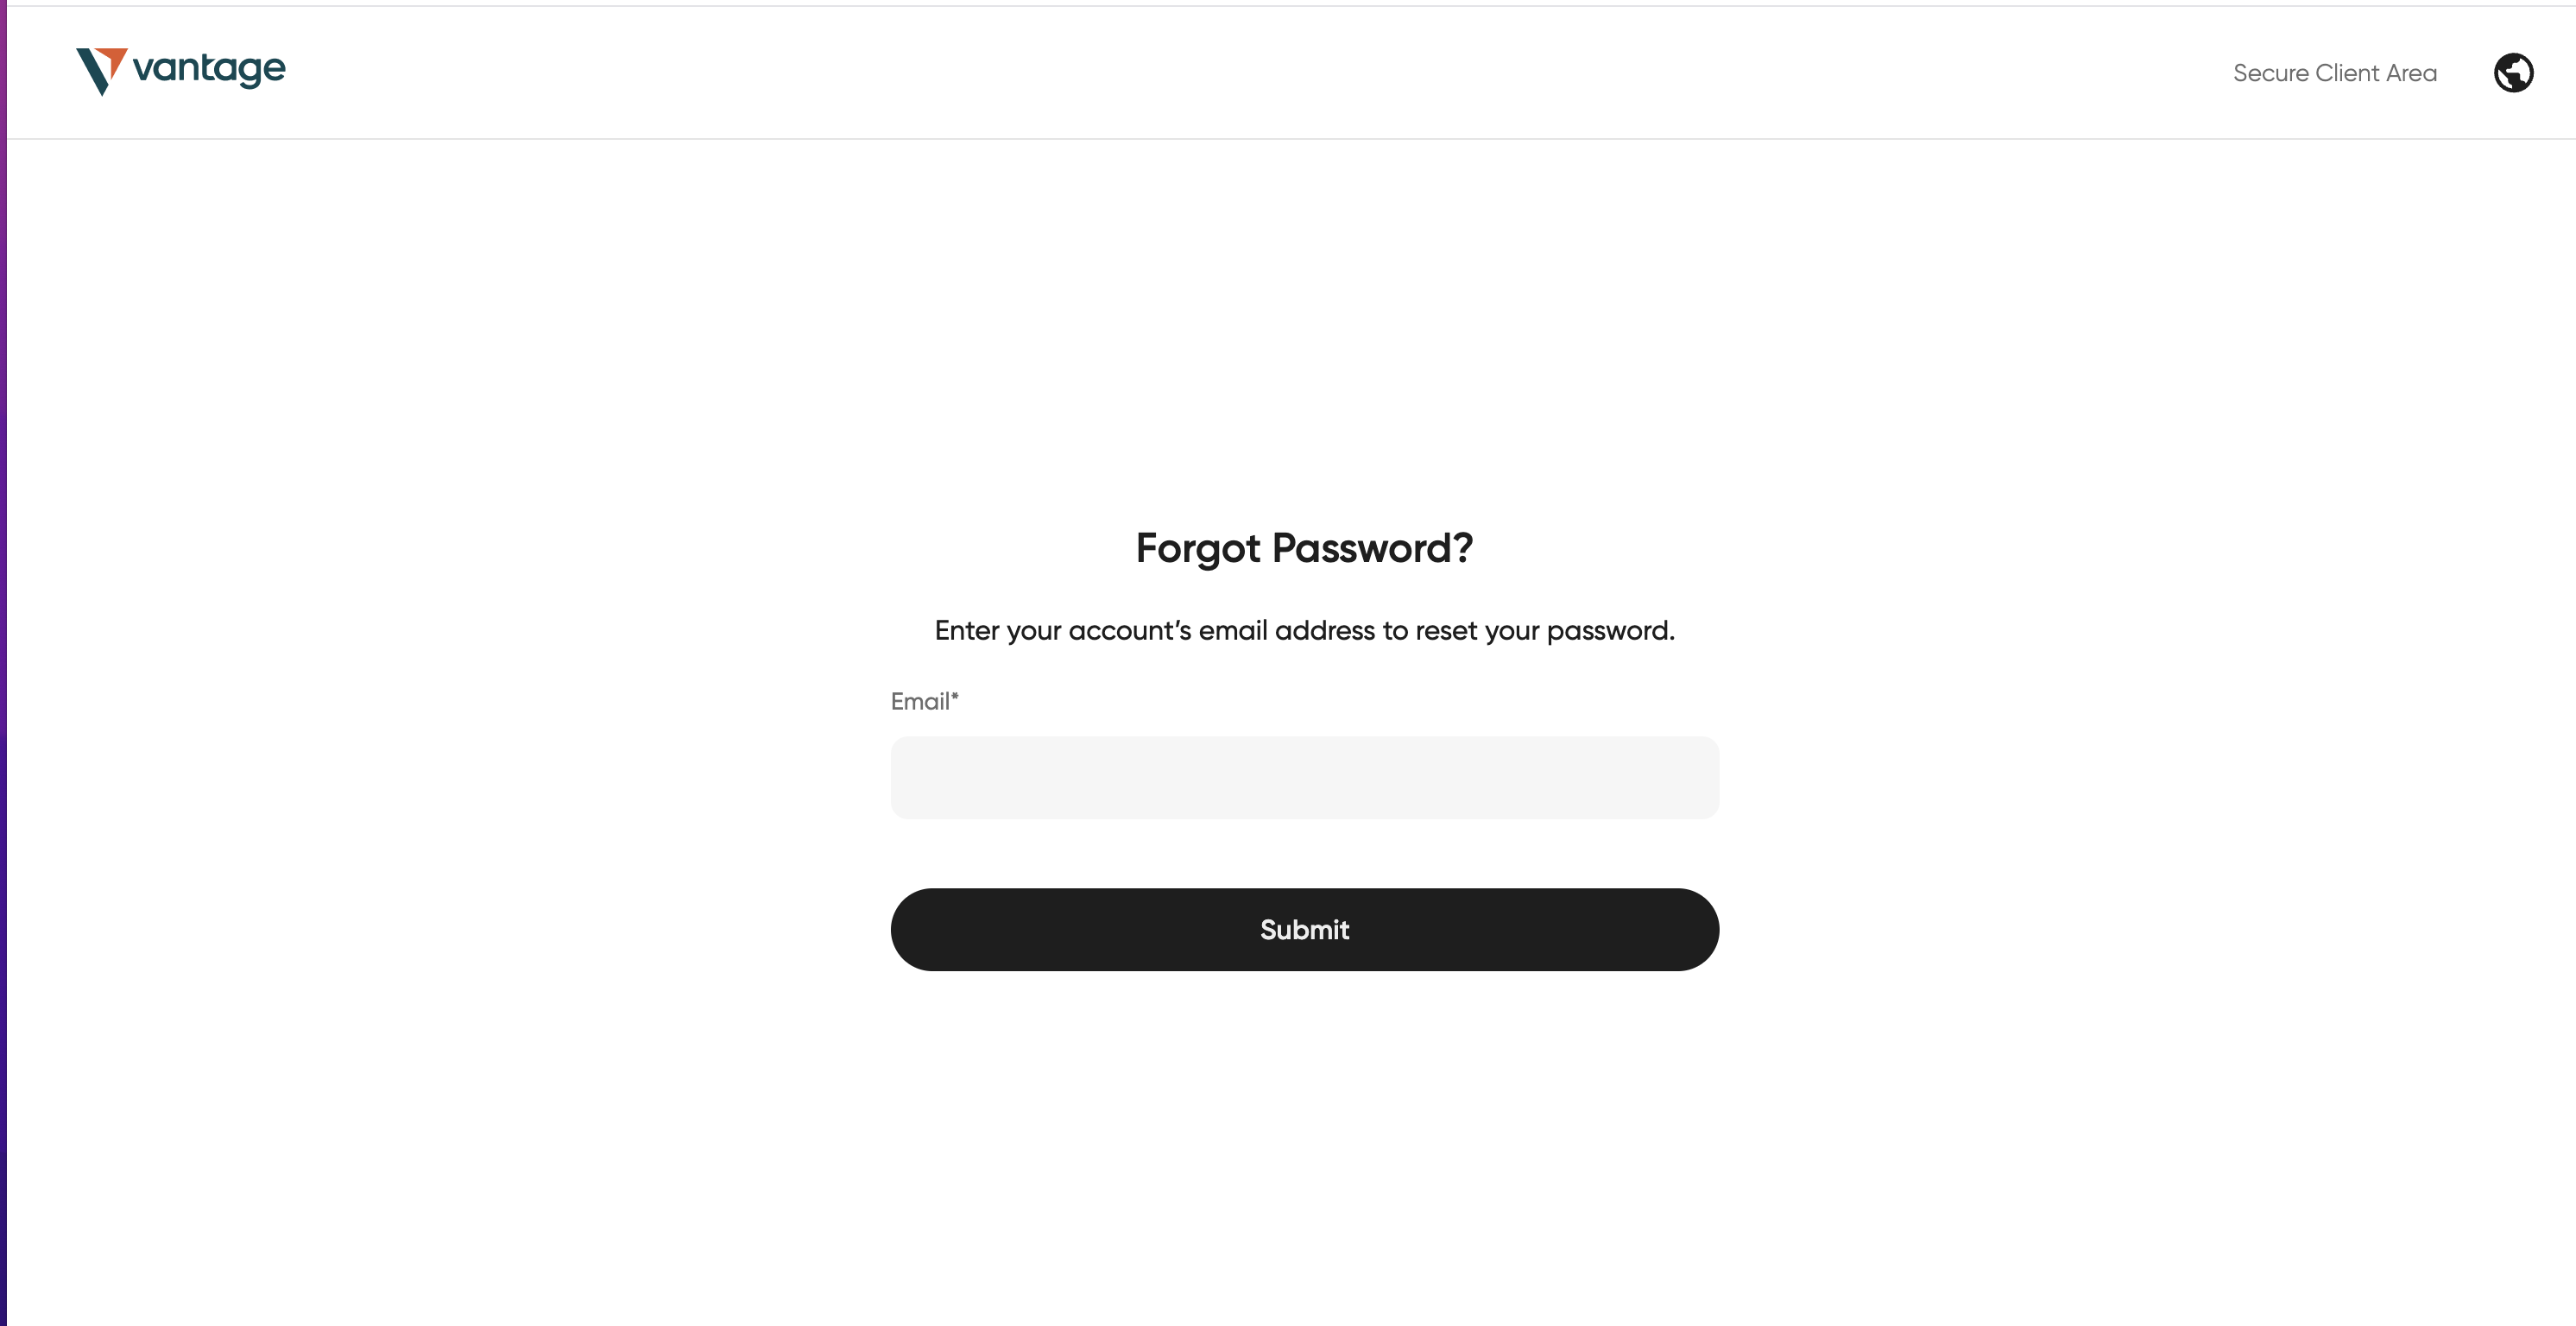 vantage
Secure Client Area
Forgot Password?
Enter your account’s email address to reset your password.
Email*
Submit